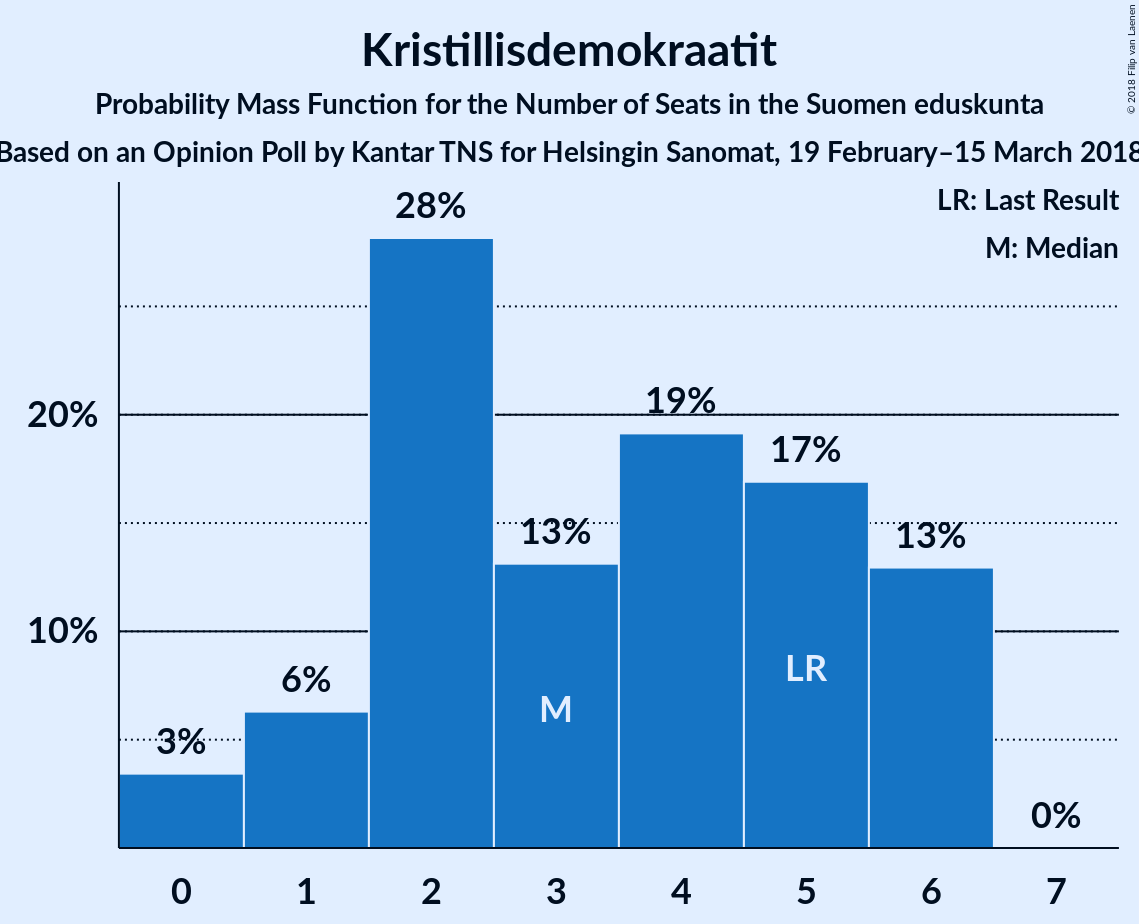 Kristillisdemokraatit
Probability Mass Function for the Number of Seats in the Suomen eduskunta
Based on an Opinion Poll by Kantar TNS for Helsingin Sanomat, 19 February–15 March 2018
© 2018 Filip van Laenen
LR: Last Result
M: Median
28%
20%
19%
17%
13%
13%
10%
LR
6%
M
3%
0%
0 1 2 3 4 5 6 7